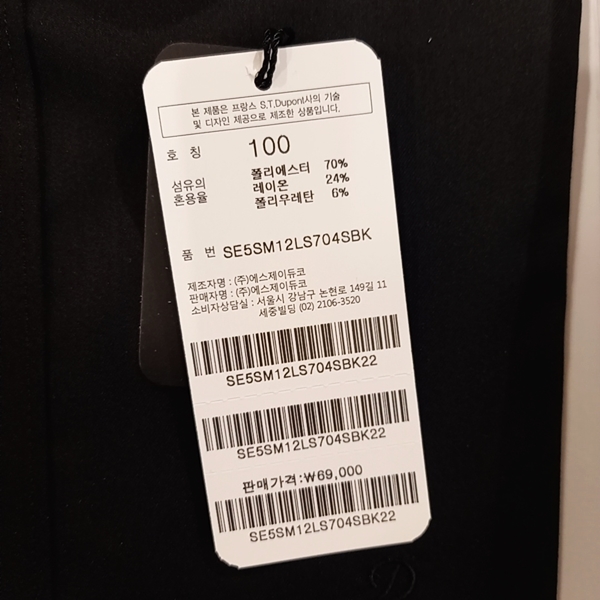 본 제품은 프랑스 S.T.Dupont사의 기술
및 디자인 제공으로 제조한 상품입니다.
호 칭 100
섬유의 혼용율
폴리에스터 70%
레이온 24%
폴리우레탄 6%
품 번 SE5SM12LS704SBK
제조자명 : (주)에스제이듀코
판매자명 : (주)에스제이듀코
소비자상담실 : 서울시 강남구 논현로 149길 11
세중빌딩 (02) 2106-3520
SE5SM12LS704SBK22
SE5SM12LS704SBK22
판매가격:₩69,000
SE5SM12LS704SBK22